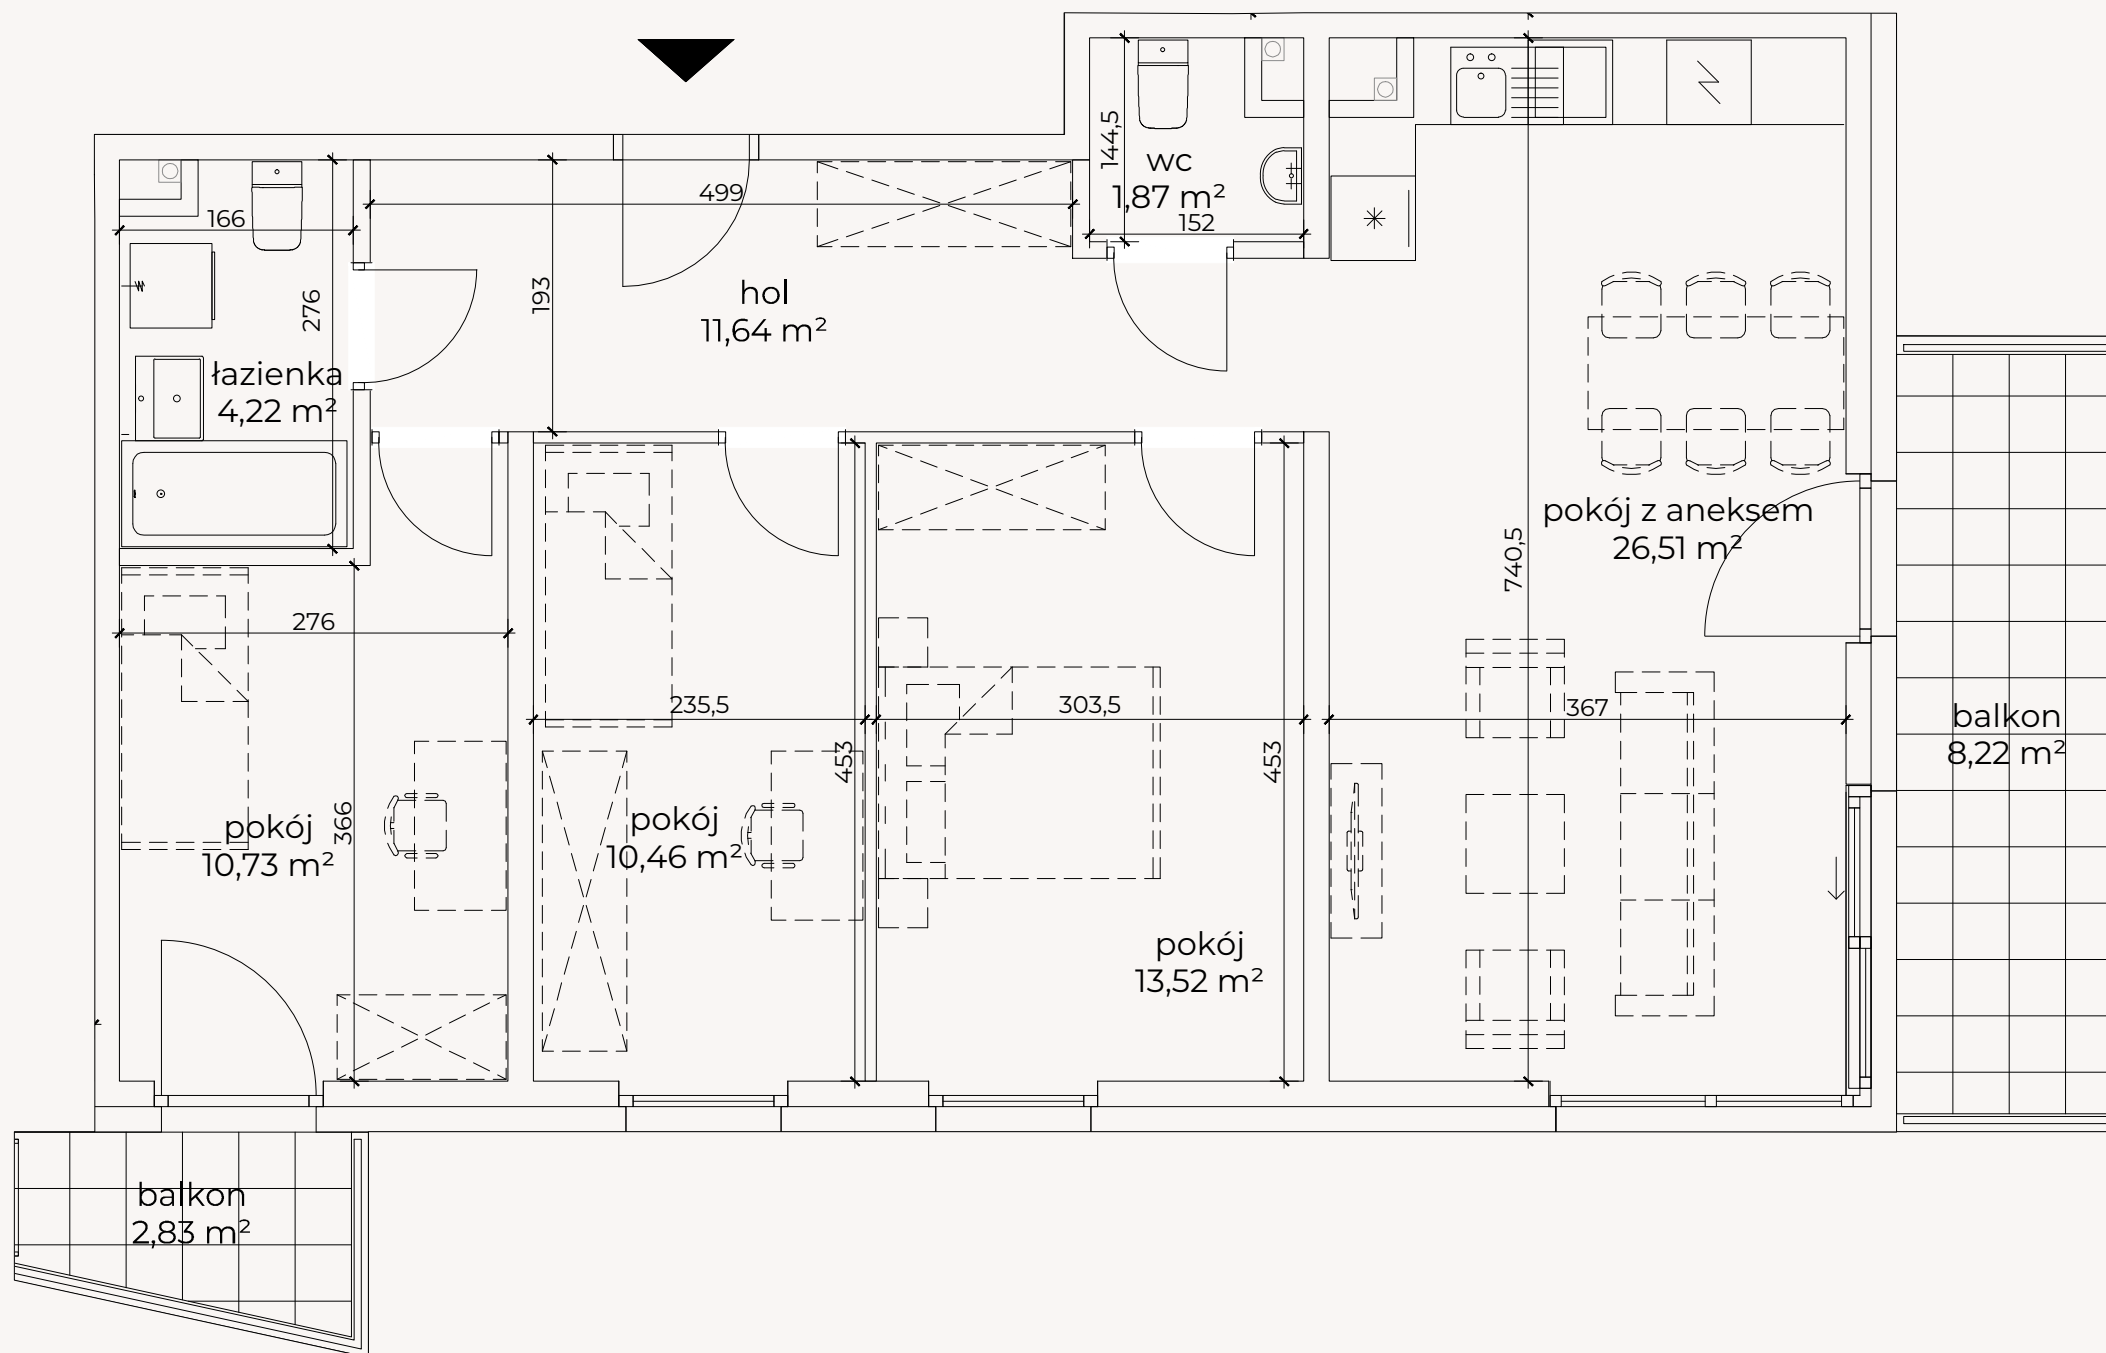 144,5
wc
1,87 m²
152
499
166
276
193
hol
11,64 m²
łazienka
4,22 m²
pokój z aneksem
26,51 m²
740,5
276
235,5
303,5
367
453
453
366
balkon
8,22 m²
pokój
10,73 m²
pokój
10,46 m²
pokój
13,52 m²
balkon
2,83 m²